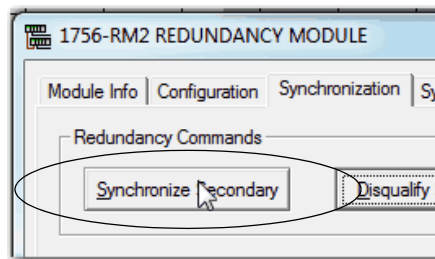 1756-RM2 REDUNDANCY MODULE
Module Info Configuration Synchronization
Redundancy Commands
Synchronize Secondary Disqualify